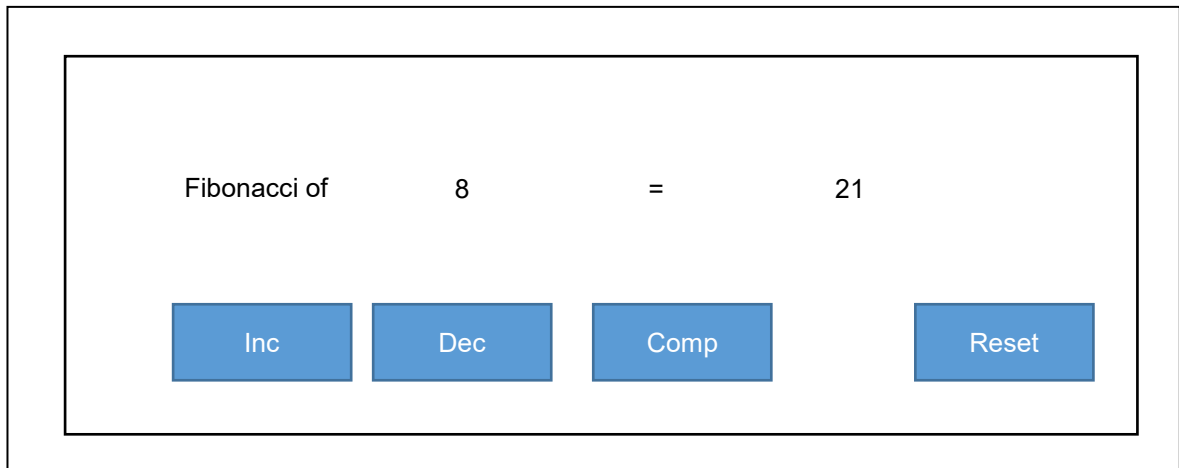 Fibonacci of 8 = 21
Inc Dec Comp Reset